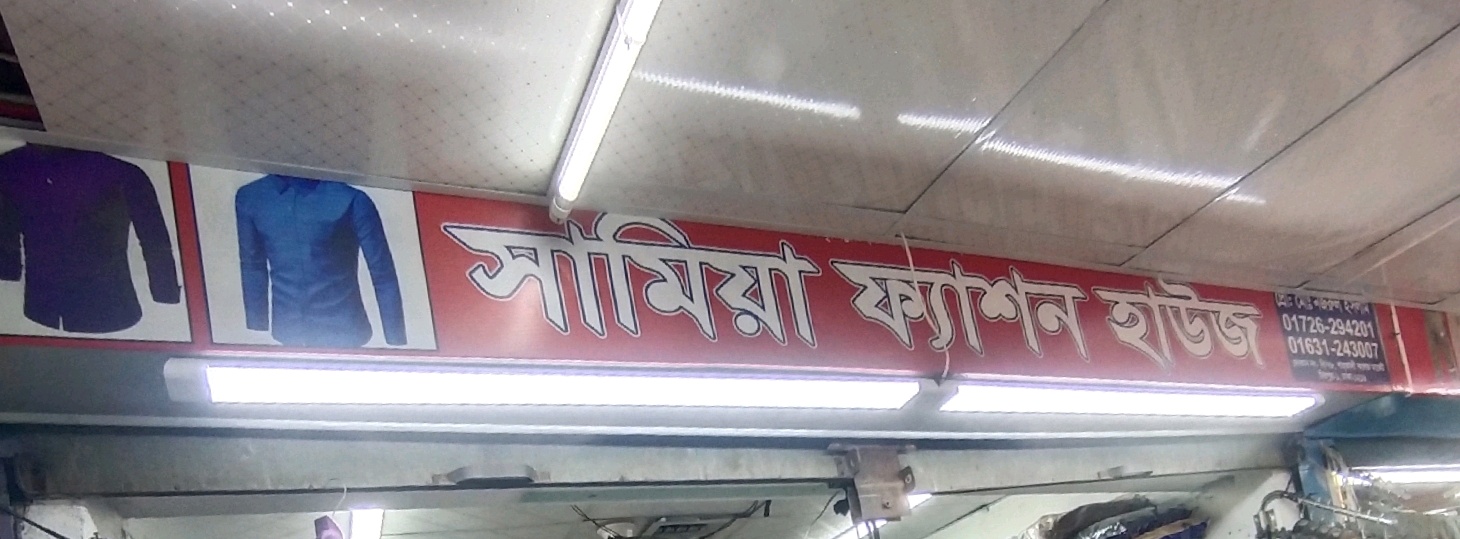 সামিয়া ফ্যাশন হাউজ
প্রোঃ মোঃ
01726-294201
01631-243007